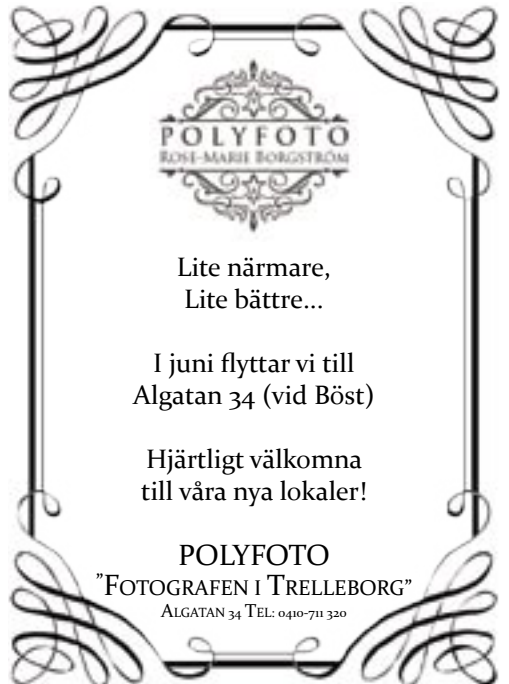 POLYFOTO
ROSE-MARIE BORGSTRÖM
Lite närmare,
Lite bättre...
I juni flyttar vi till
Algatan 34 (vid Böst)
Hjärtligt välkomna
till våra nya lokaler!
POLYFOTO
”FOTOGRAFEN I TRELLEBORG”
ALGATAN 34 TEL: 0410-711 320